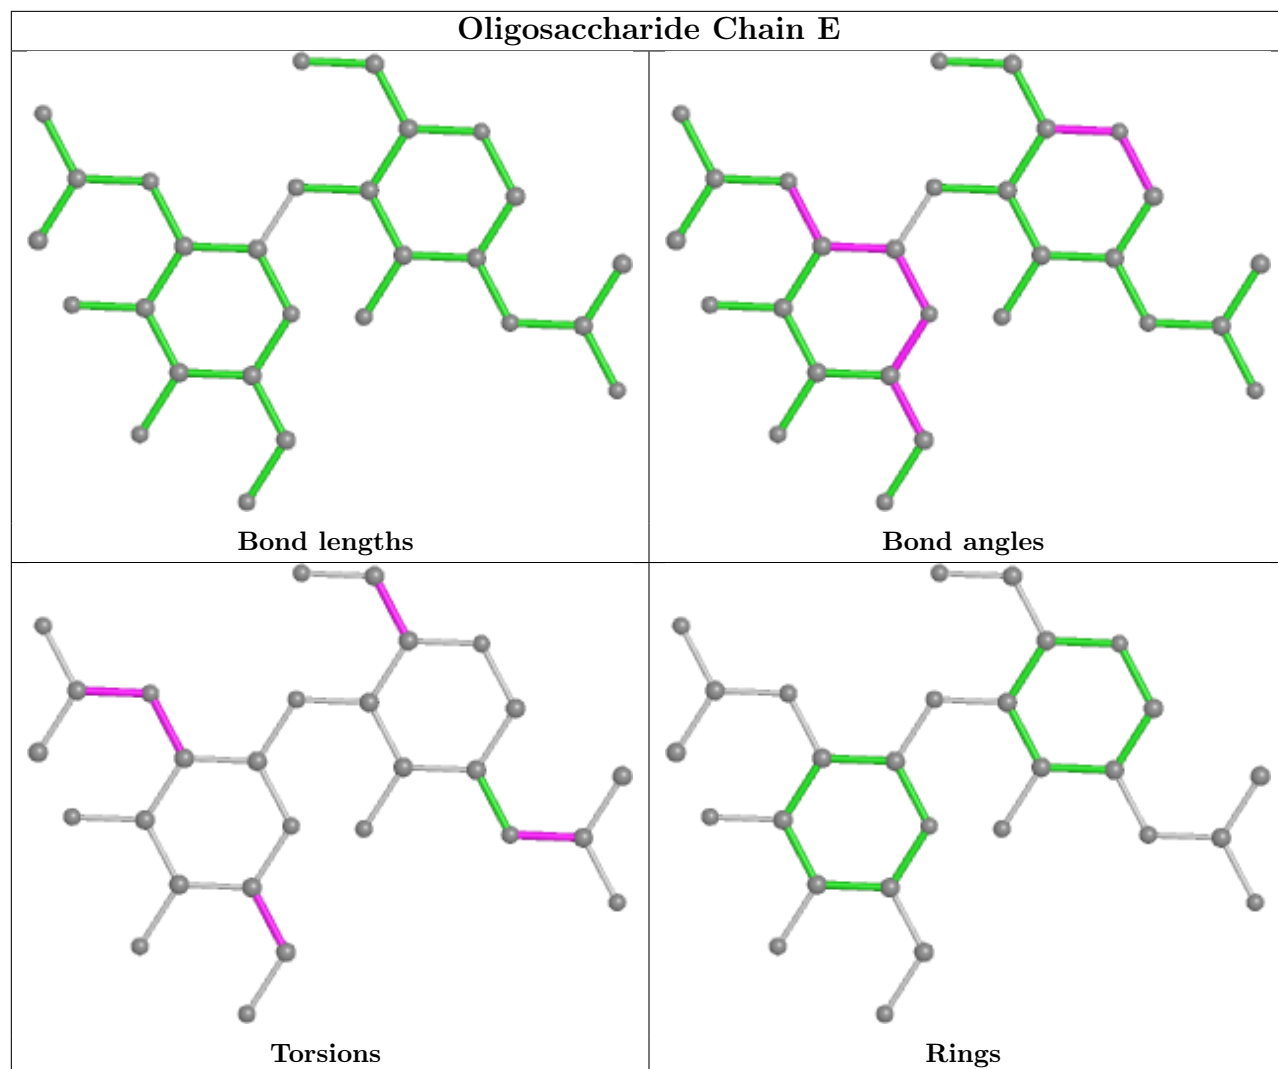 Oligosaccharide Chain E
Bond lengths
Bond angles
Torsions
Rings